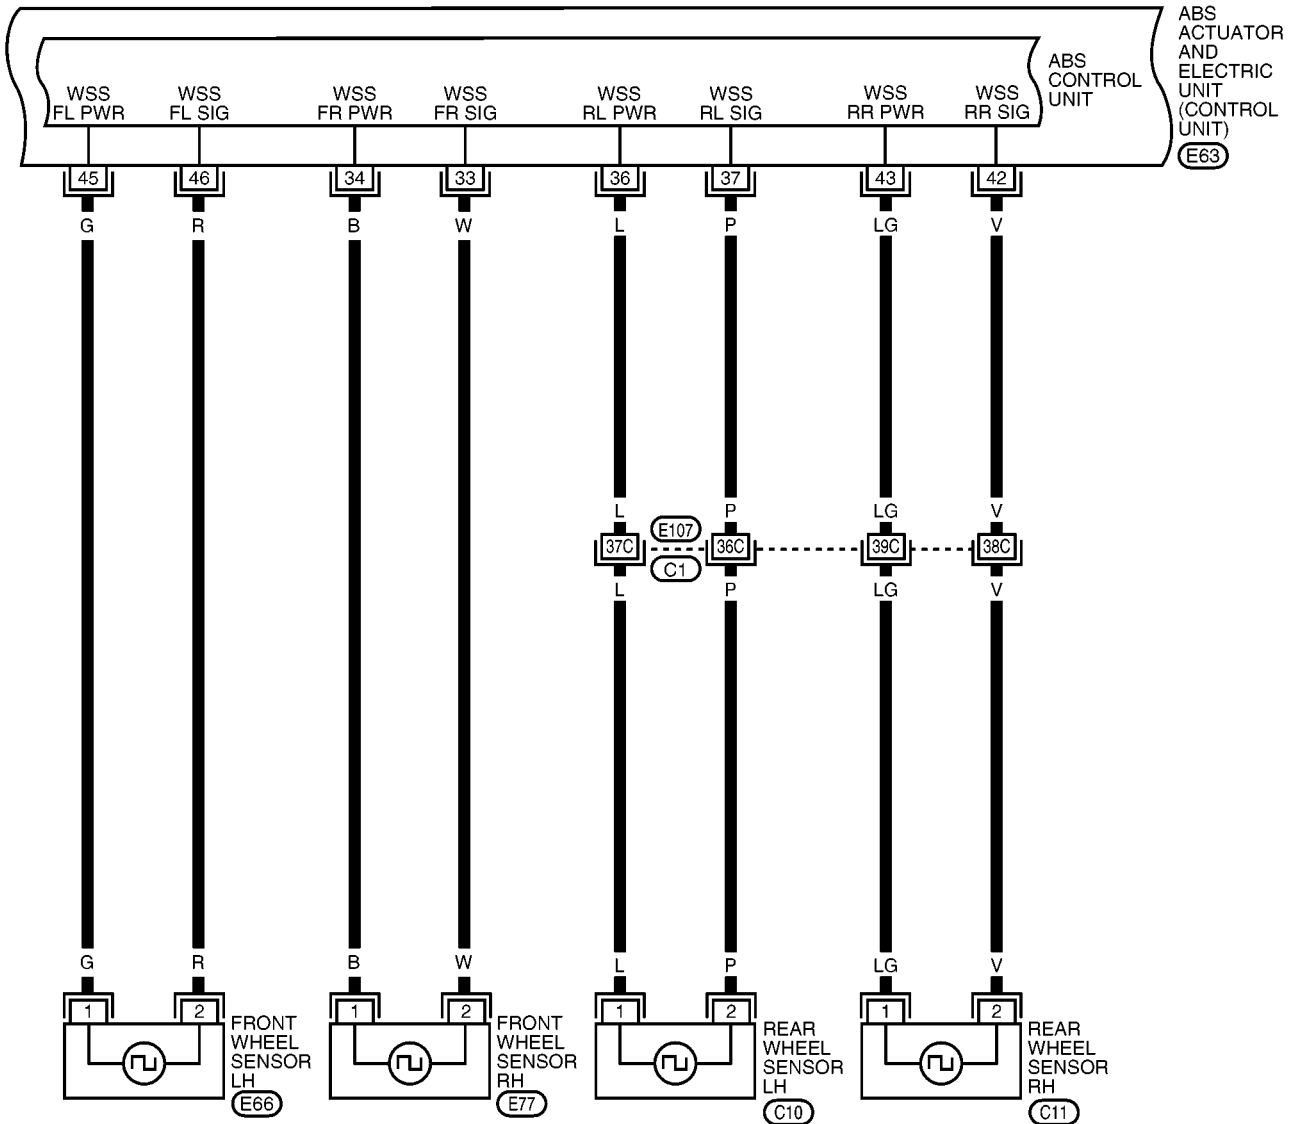 ABS
ACTUATOR
AND
ELECTRIC
UNIT
(CONTROL
UNIT)
E63
ABS
CONTROL
UNIT
WSS
FL PWR
WSS
FL SIG
WSS
FR PWR
WSS
FR SIG
WSS
RL PWR
WSS
RL SIG
WSS
RR PWR
WSS
RR SIG
45 46 34 33 36 37 43 42
G R B W L P LG V
L P LG V
E107
37C 36C 39C 38C
C1
L P LG V
G R B W L P LG V
1 2 1 2 1 2 1 2
FRONT
WHEEL
SENSOR
LH
E66
FRONT
WHEEL
SENSOR
RH
E77
REAR
WHEEL
SENSOR
LH
C10
REAR
WHEEL
SENSOR
RH
C11